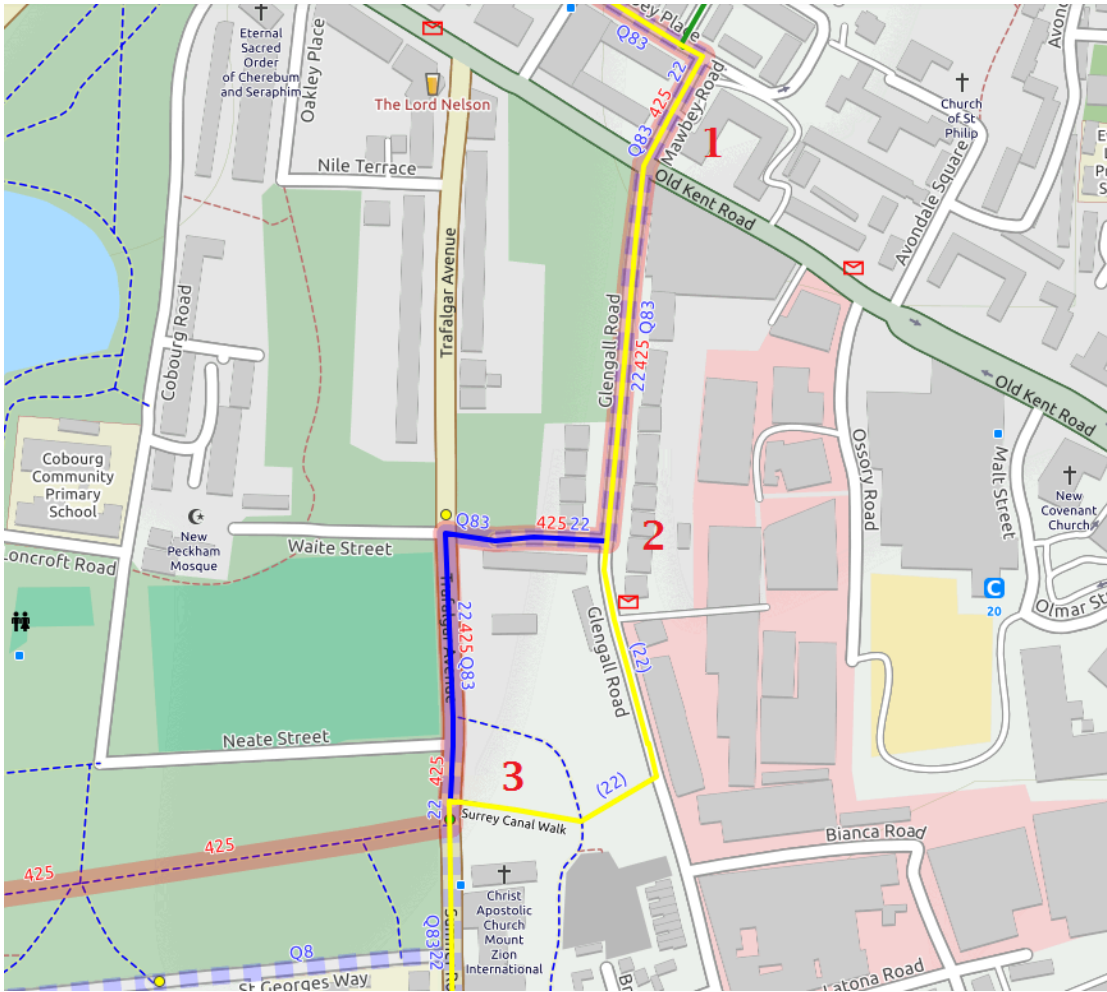 Eternal
Sacred
Order
of Cherebum
and Seraphim
Oakley Place
Q83
22
425
Q83
Mawbey Road
1
Avondale Square
Church
of St
Philip
The Lord Nelson
Nile Terrace
Old Kent Road
Trafalgar Avenue
Cobourg Road
Glengall Road
22 425 Q83
Old Kent Road
Ossory Road
Malt Street
Cobourg
Community
Primary
School
New
Peckham
Mosque
New
Covenant
Church
Q83
425 22
2
Waite Street
Loncroft Road
C
20
Trafalgar Avenue
22 425 Q83
Glengall Road
(22)
Neate Street
425
22
3
(22)
Surrey Canal Walk
Bianca Road
425
425
Christ
Apostolic
Church
Mount
Zion
International
Q83 22
Q8
St Georges Way
Latona Road